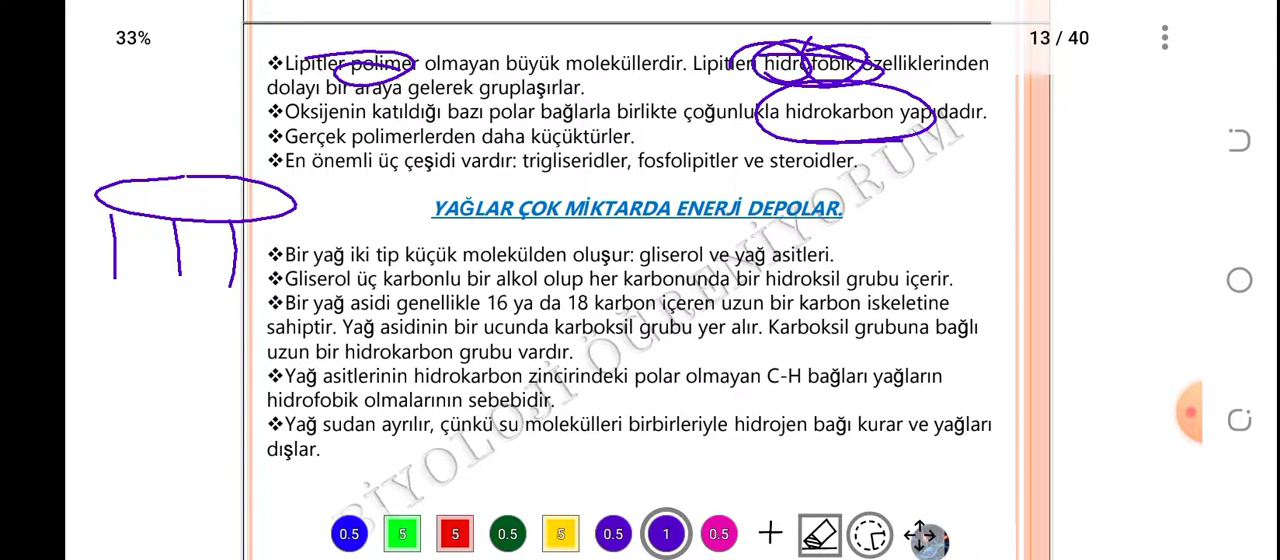 33%
13 / 40
❖Lipitler polimer olmayan büyük moleküllerdir. Lipitleri hidrofobik özelliklerinden
dolayı bir araya gelerek gruplaşırlar.
❖Oksijenin katıldığı bazı polar bağlarla birlikte çoğunlukla hidrokarbon yapıdadır.
❖Gerçek polimerlerden daha küçüktürler.
❖En önemli üç çeşidi vardır: trigliseridler, fosfolipitler ve steroidler.
YAĞLAR ÇOK MİKTARDA ENERJİ DEPOLAR.
❖Bir yağ iki tip küçük molekülden oluşur: gliserol ve yağ asitleri.
❖Gliserol üç karbonlu bir alkol olup her karbonunda bir hidroksil grubu içerir.
❖Bir yağ asidi genellikle 16 ya da 18 karbon içeren uzun bir karbon iskeletine
sahiptir. Yağ asidinin bir ucunda karboksil grubu yer alır. Karboksil grubuna bağlı
uzun bir hidrokarbon grubu vardır.
❖Yağ asitlerinin hidrokarbon zincirindeki polar olmayan C-H bağları yağların
hidrofobik olmalarının sebebidir.
❖Yağ sudan ayrılır, çünkü su molekülleri birbirleriyle hidrojen bağı kurar ve yağları
dışlar.
BİYOLOJİ ÖĞRENİYORUM
0.5 5 5 0.5 5 0.5 1 0.5